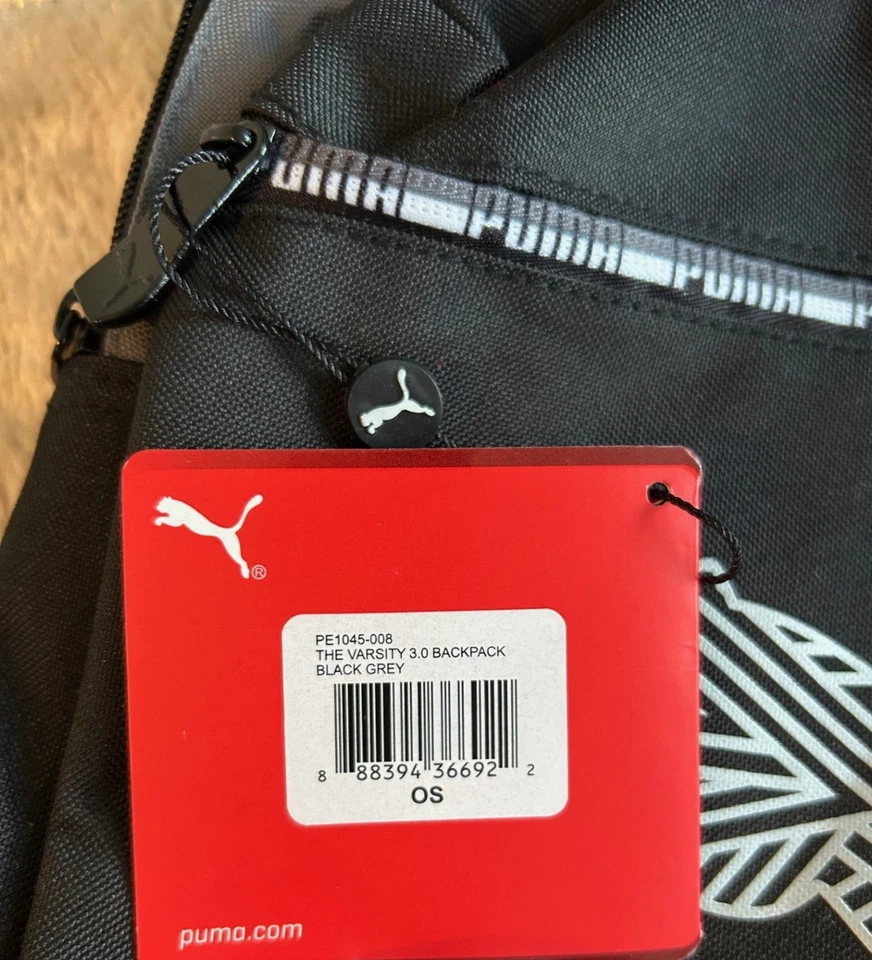 PUMA PUMA PUMA
®
PE1045-008
THE VARSITY 3.0 BACKPACK
BLACK GREY
8 88394 36692 2
OS
puma.com